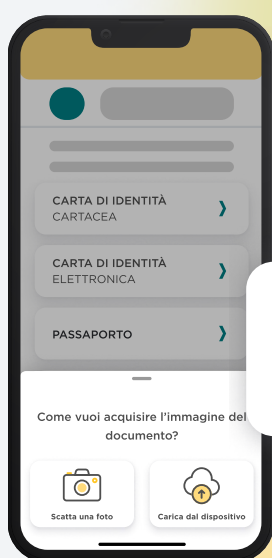 CARTA DI IDENTITÀ
CARTACEA
CARTA DI IDENTITÀ
ELETTRONICA
PASSAPORTO
Come vuoi acquisire l'immagine del
documento?
Scatta una foto
Carica dal dispositivo